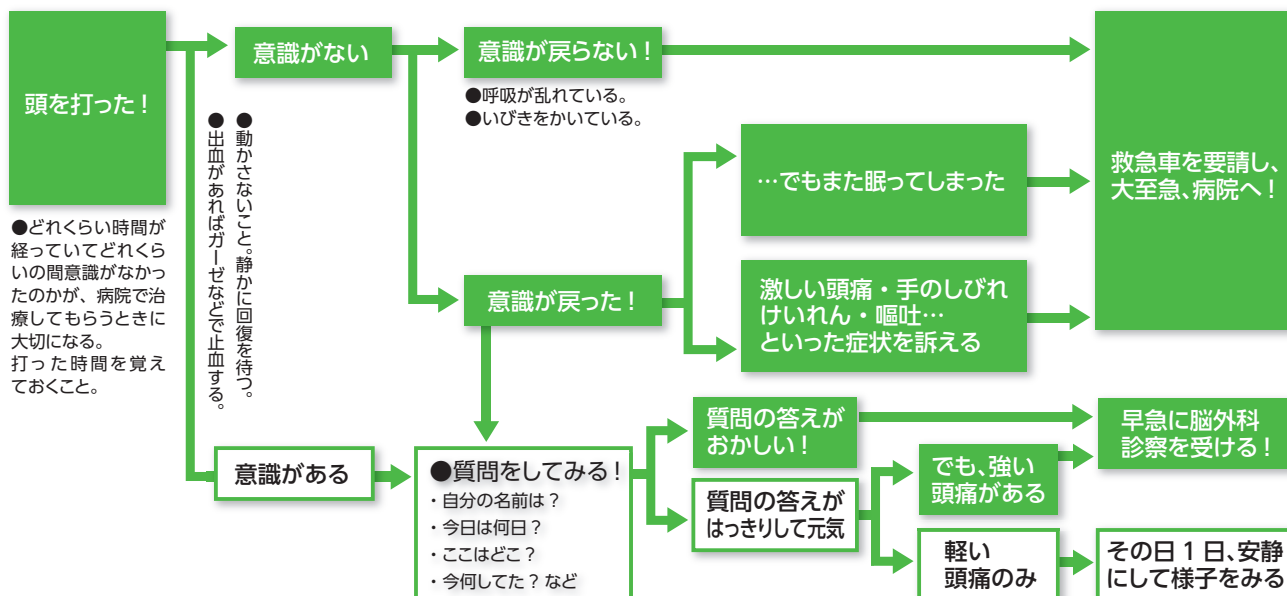 頭を打った！
●どれくらい時間が
経っていてどれくら
いの間意識がなかっ
たのかが、病院で治
療してもらうときに
大切になる。
打った時間を覚え
ておくこと。
意識がない
●動かさないこと。静かに回復を待つ。
●出血があればガーゼなどで止血する。
意識がある
意識が戻らない！
●呼吸が乱れている。
●いびきをかいている。
意識が戻った！
…でもまた眠ってしまった
激しい頭痛・手のしびれ
けいれん・嘔吐…
といった症状を訴える
救急車を要請し、
大至急、病院へ！
●質問をしてみる！
・自分の名前は？
・今日は何日？
・ここはどこ？
・今何してた？など
質問の答えが
おかしい！
質問の答えが
はっきりして元気
でも、強い
頭痛がある
早急に脳外科
診察を受ける！
軽い
頭痛のみ
その日1日、安静
にして様子をみる